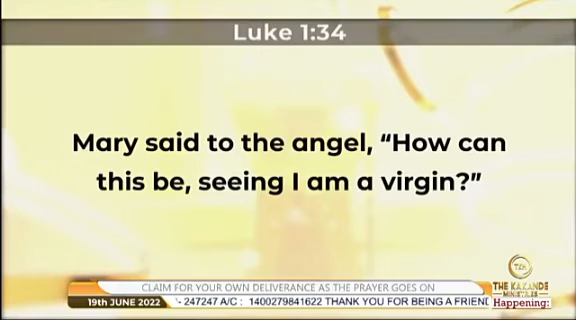 Luke 1:34
Mary said to the angel, “How can
this be, seeing I am a virgin?”
CLAIM FOR YOUR OWN DELIVERANCE AS THE PRAYER GOES ON
THE KAKANDE
MINISTRIES
19th JUNE 2022 - 247247 A/C : 1400279841622 THANK YOU FOR BEING A FRIEND
Happening: